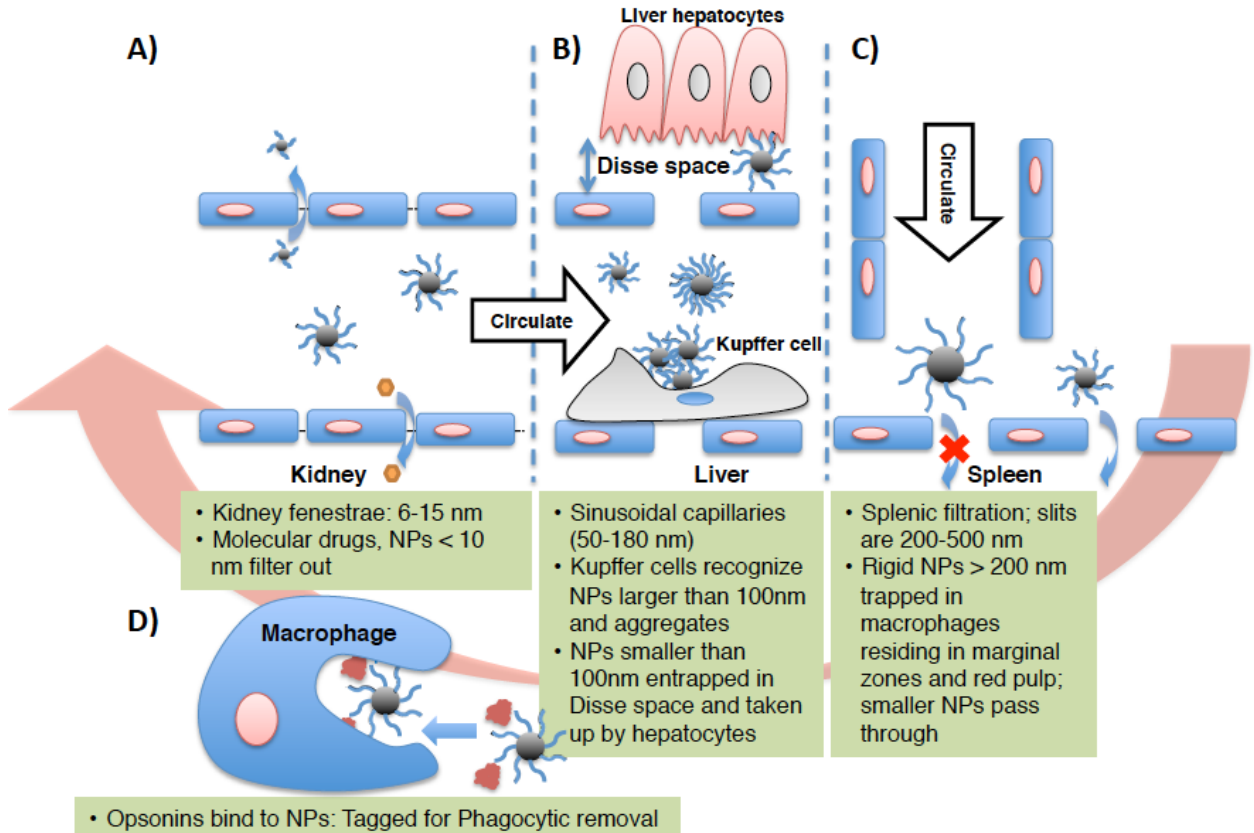 A)
Kidney
• Kidney fenestrae: 6-15 nm
• Molecular drugs, NPs < 10
nm filter out
Circulate
B)
Liver hepatocytes
Disse space
Kupffer cell
Liver
• Sinusoidal capillaries
(50-180 nm)
• Kupffer cells recognize
NPs larger than 100nm
and aggregates
• NPs smaller than
100nm entrapped in
Disse space and taken
up by hepatocytes
C)
Circulate
Spleen
• Splenic filtration; slits
are 200-500 nm
• Rigid NPs > 200 nm
trapped in
macrophages
residing in marginal
zones and red pulp;
smaller NPs pass
through
D)
Macrophage
• Opsonins bind to NPs: Tagged for Phagocytic removal